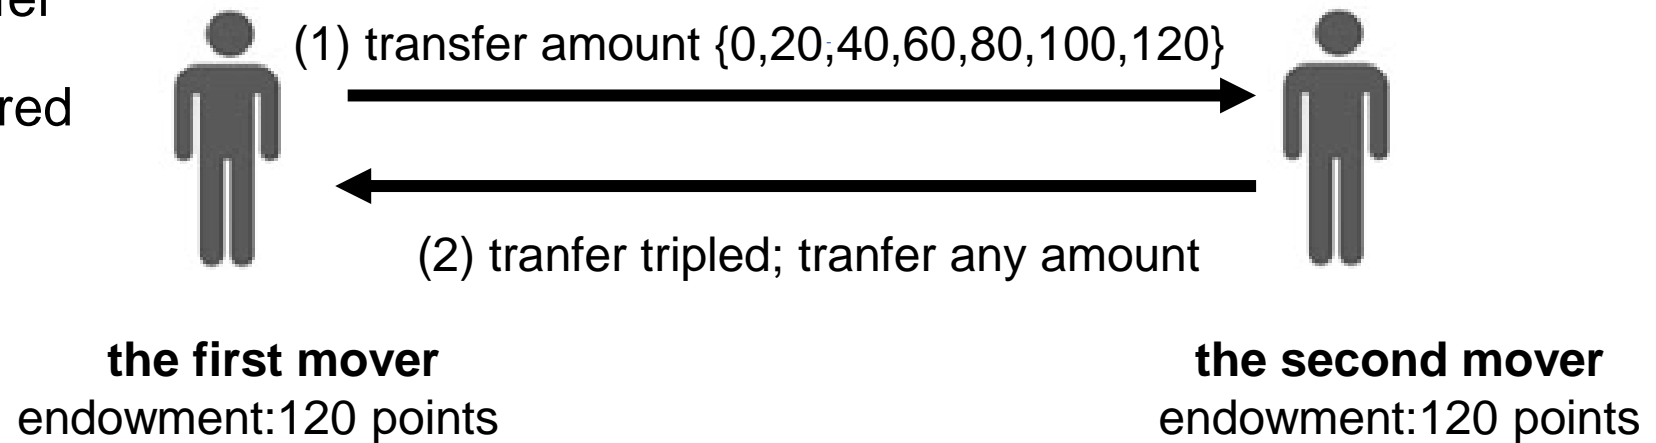 (1) transfer amount {0,20,40,60,80,100,120}
red
(2) tranfer tripled; tranfer any amount
the first mover
the second mover
endowment:120 points
endowment:120 points